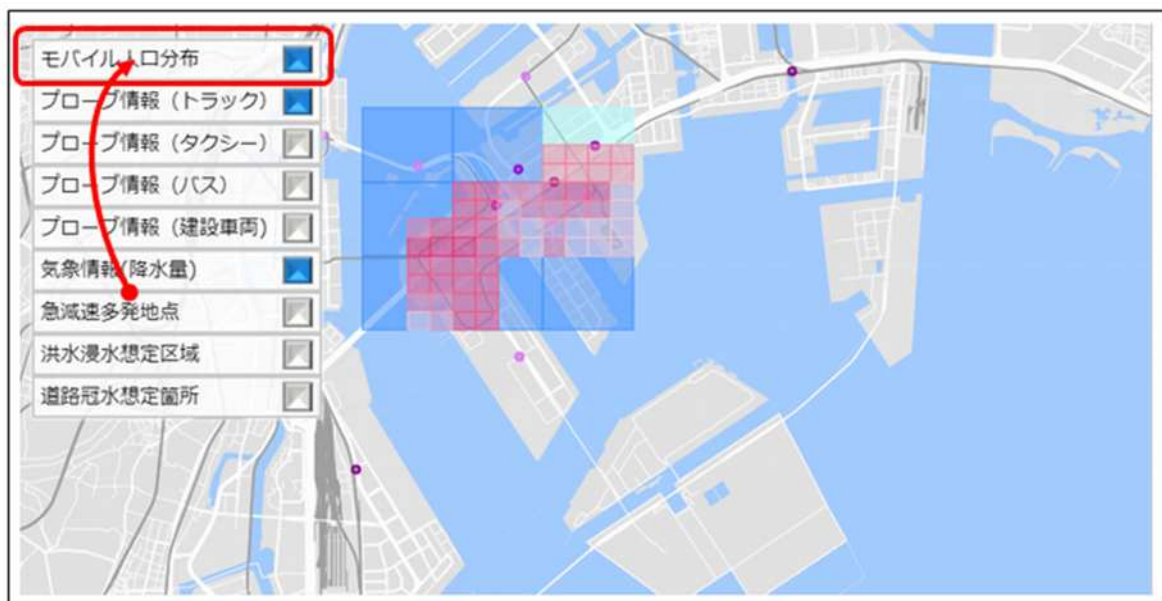 モバイル人口分布
プローブ情報（トラック）
プローブ情報（タクシー）
プローブ情報（バス）
プローブ情報（建設車両)
気象情報(降水量)
急減速多発地点
洪水浸水想定区域
道路冠水想定箇所